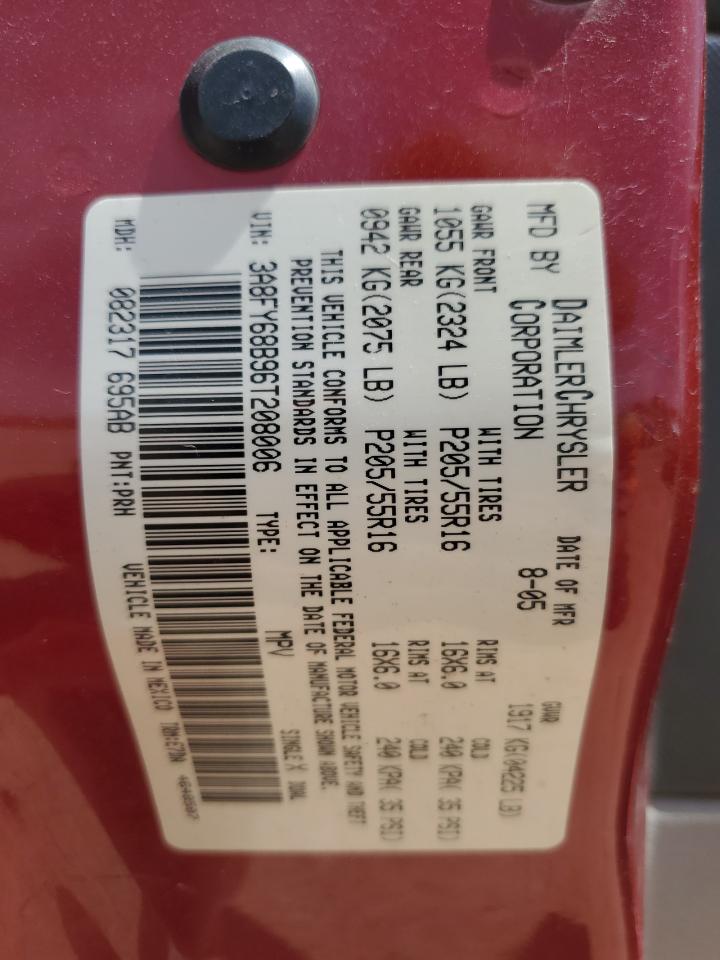 MFD BY DAIMLERCHRYSLER CORPORATION DATE OF MFR 8-05 GVWR 1917 KG(04225 LB)
GAWR FRONT WITH TIRES RIMS AT COLD
1055 KG(2324 LB) P205/55R16 16X6.0 240 KPA( 35 PSI)
GAWR REAR WITH TIRES RIMS AT COLD
0942 KG(2075 LB) P205/55R16 16X6.0 240 KPA( 35 PSI)
THIS VEHICLE CONFORMS TO ALL APPLICABLE FEDERAL MOTOR VEHICLE SAFETY AND THEFT
PREVENTION STANDARDS IN EFFECT ON THE DATE OF MANUFACTURE SHOWN ABOVE.
VIN: 3A8FY68B96T208006 TYPE: MPV SINGLE X DUAL
MDH: 082317 695AB PNT:PRH VEHICLE MADE IN MEXICO